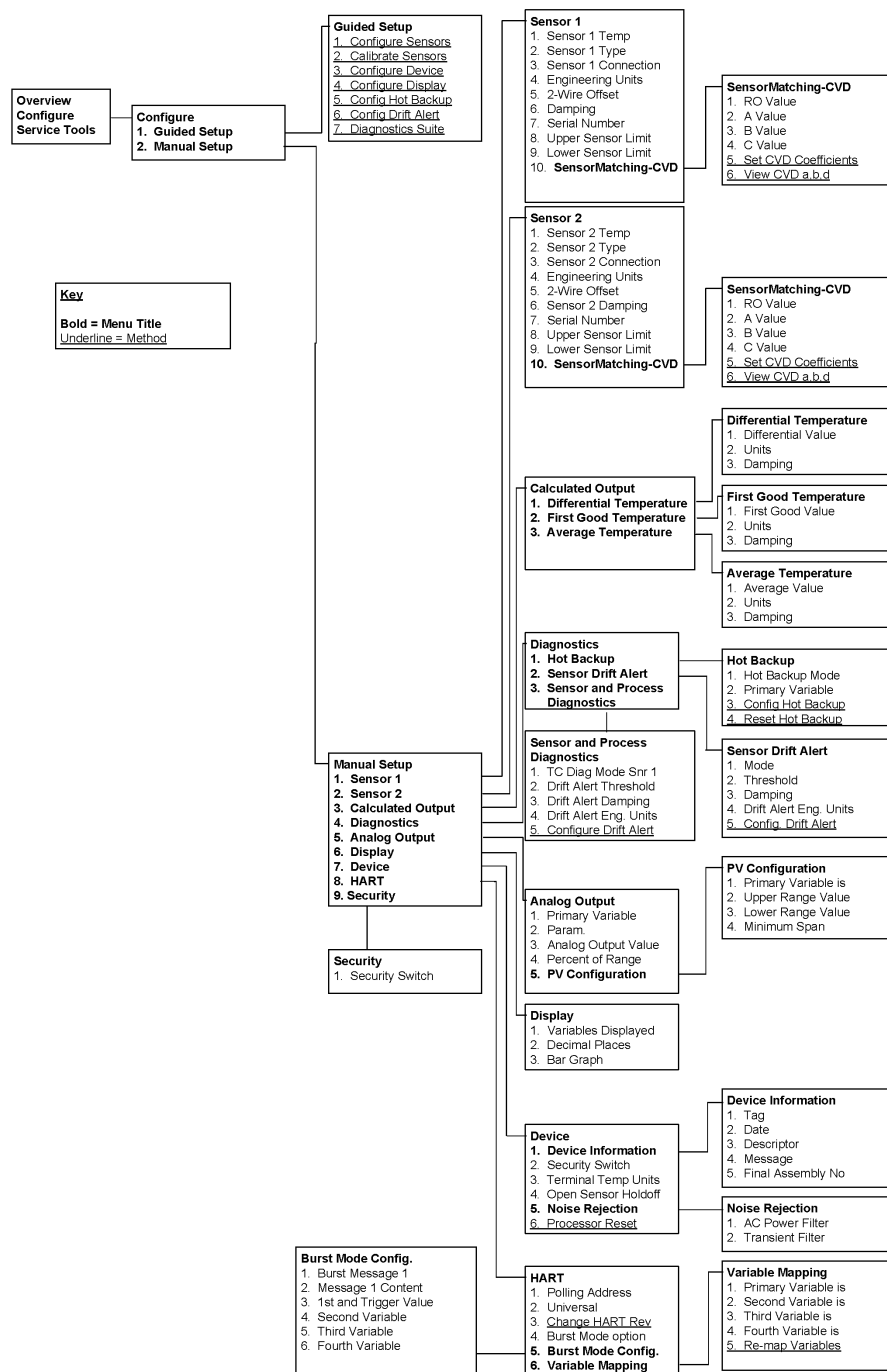 Overview
Configure
Service Tools
Configure
1. Guided Setup
2. Manual Setup
Key
Bold = Menu Title
Underline = Method
Guided Setup
1. Configure Sensors
2. Calibrate Sensors
3. Configure Device
4. Configure Display
5. Config Hot Backup
6. Config Drift Alert
7. Diagnostics Suite
Manual Setup
1. Sensor 1
2. Sensor 2
3. Calculated Output
4. Diagnostics
5. Analog Output
6. Display
7. Device
8. HART
9. Security
Security
1. Security Switch
Sensor 1
1. Sensor 1 Temp
2. Sensor 1 Type
3. Sensor 1 Connection
4. Engineering Units
5. 2-Wire Offset
6. Damping
7. Serial Number
8. Upper Sensor Limit
9. Lower Sensor Limit
10. SensorMatching-CVD
SensorMatching-CVD
1. RO Value
2. A Value
3. B Value
4. C Value
5. Set CVD Coefficients
6. View CVD a.b.d
Sensor 2
1. Sensor 2 Temp
2. Sensor 2 Type
3. Sensor 2 Connection
4. Engineering Units
5. 2-Wire Offset
6. Sensor 2 Damping
7. Serial Number
8. Upper Sensor Limit
9. Lower Sensor Limit
10. SensorMatching-CVD
SensorMatching-CVD
1. RO Value
2. A Value
3. B Value
4. C Value
5. Set CVD Coefficients
6. View CVD a.b.d
Calculated Output
1. Differential Temperature
2. First Good Temperature
3. Average Temperature
Differential Temperature
1. Differential Value
2. Units
3. Damping
First Good Temperature
1. First Good Value
2. Units
3. Damping
Average Temperature
1. Average Value
2. Units
3. Damping
Diagnostics
1. Hot Backup
2. Sensor Drift Alert
3. Sensor and Process
Diagnostics
Hot Backup
1. Hot Backup Mode
2. Primary Variable
3. Config Hot Backup
4. Reset Hot Backup
Sensor and Process
Diagnostics
1. TC Diag Mode Snr 1
2. Drift Alert Threshold
3. Drift Alert Damping
4. Drift Alert Eng. Units
5. Configure Drift Alert
Sensor Drift Alert
1. Mode
2. Threshold
3. Damping
4. Drift Alert Eng. Units
5. Config. Drift Alert
Analog Output
1. Primary Variable
2. Param.
3. Analog Output Value
4. Percent of Range
5. PV Configuration
PV Configuration
1. Primary Variable is
2. Upper Range Value
3. Lower Range Value
4. Minimum Span
Display
1. Variables Displayed
2. Decimal Places
3. Bar Graph
Device
1. Device Information
2. Security Switch
3. Terminal Temp Units
4. Open Sensor Holdoff
5. Noise Rejection
6. Processor Reset
Device Information
1. Tag
2. Date
3. Descriptor
4. Message
5. Final Assembly No
Noise Rejection
1. AC Power Filter
2. Transient Filter
Burst Mode Config.
1. Burst Message 1
2. Message 1 Content
3. 1st and Trigger Value
4. Second Variable
5. Third Variable
6. Fourth Variable
HART
1. Polling Address
2. Universal
3. Change HART Rev
4. Burst Mode option
5. Burst Mode Config.
6. Variable Mapping
Variable Mapping
1. Primary Variable is
2. Second Variable is
3. Third Variable is
4. Fourth Variable is
5. Re-map Variables